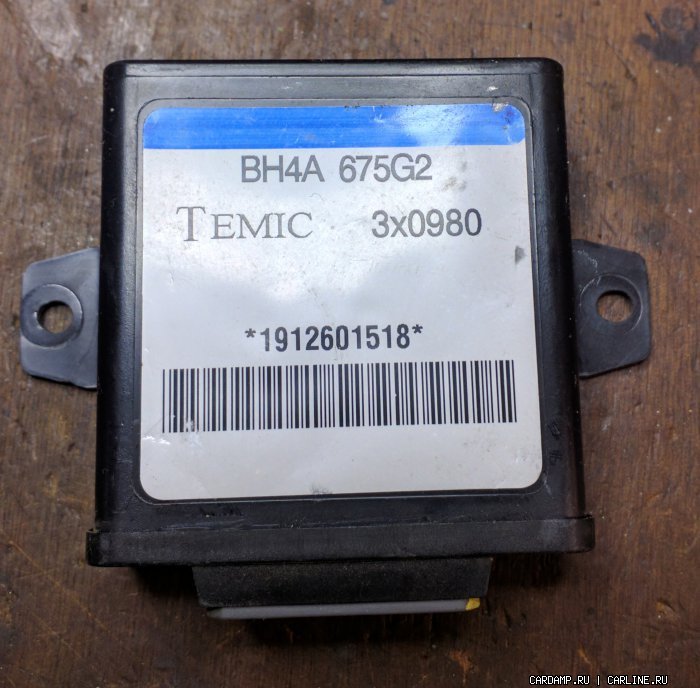 BH4A 675G2
TEMIC 3x0980
*1912601518*
CARDAMP.RU | CARLINE.RU